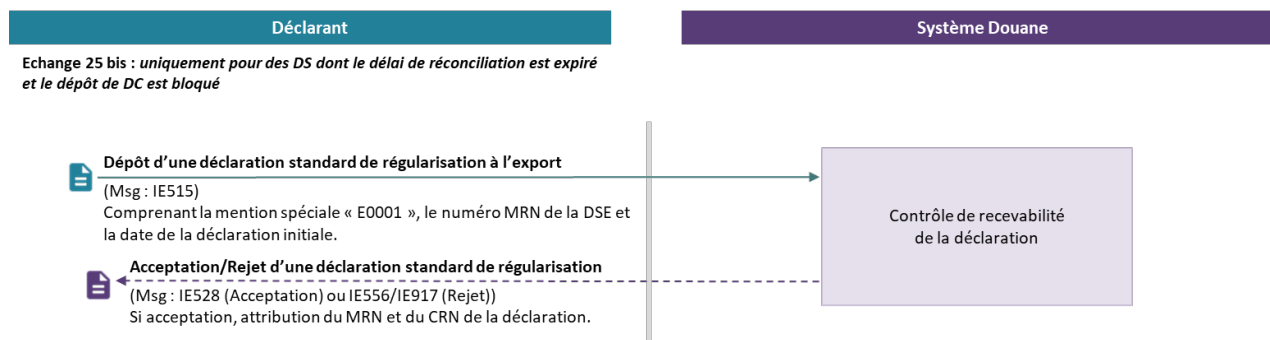 Déclarant
Système Douane
Echange 25 bis : uniquement pour des DS dont le délai de réconciliation est expiré
et le dépôt de DC est bloqué
Dépôt d'une déclaration standard de régularisation à l'export
(Msg : IE515)
Comprenant la mention spéciale « E0001 », le numéro MRN de la DSE et
la date de la déclaration initiale.
Contrôle de recevabilité
de la déclaration
Acceptation/Rejet d'une déclaration standard de régularisation
(Msg : IE528 (Acceptation) ou IE556/IE917 (Rejet))
Si acceptation, attribution du MRN et du CRN de la déclaration.